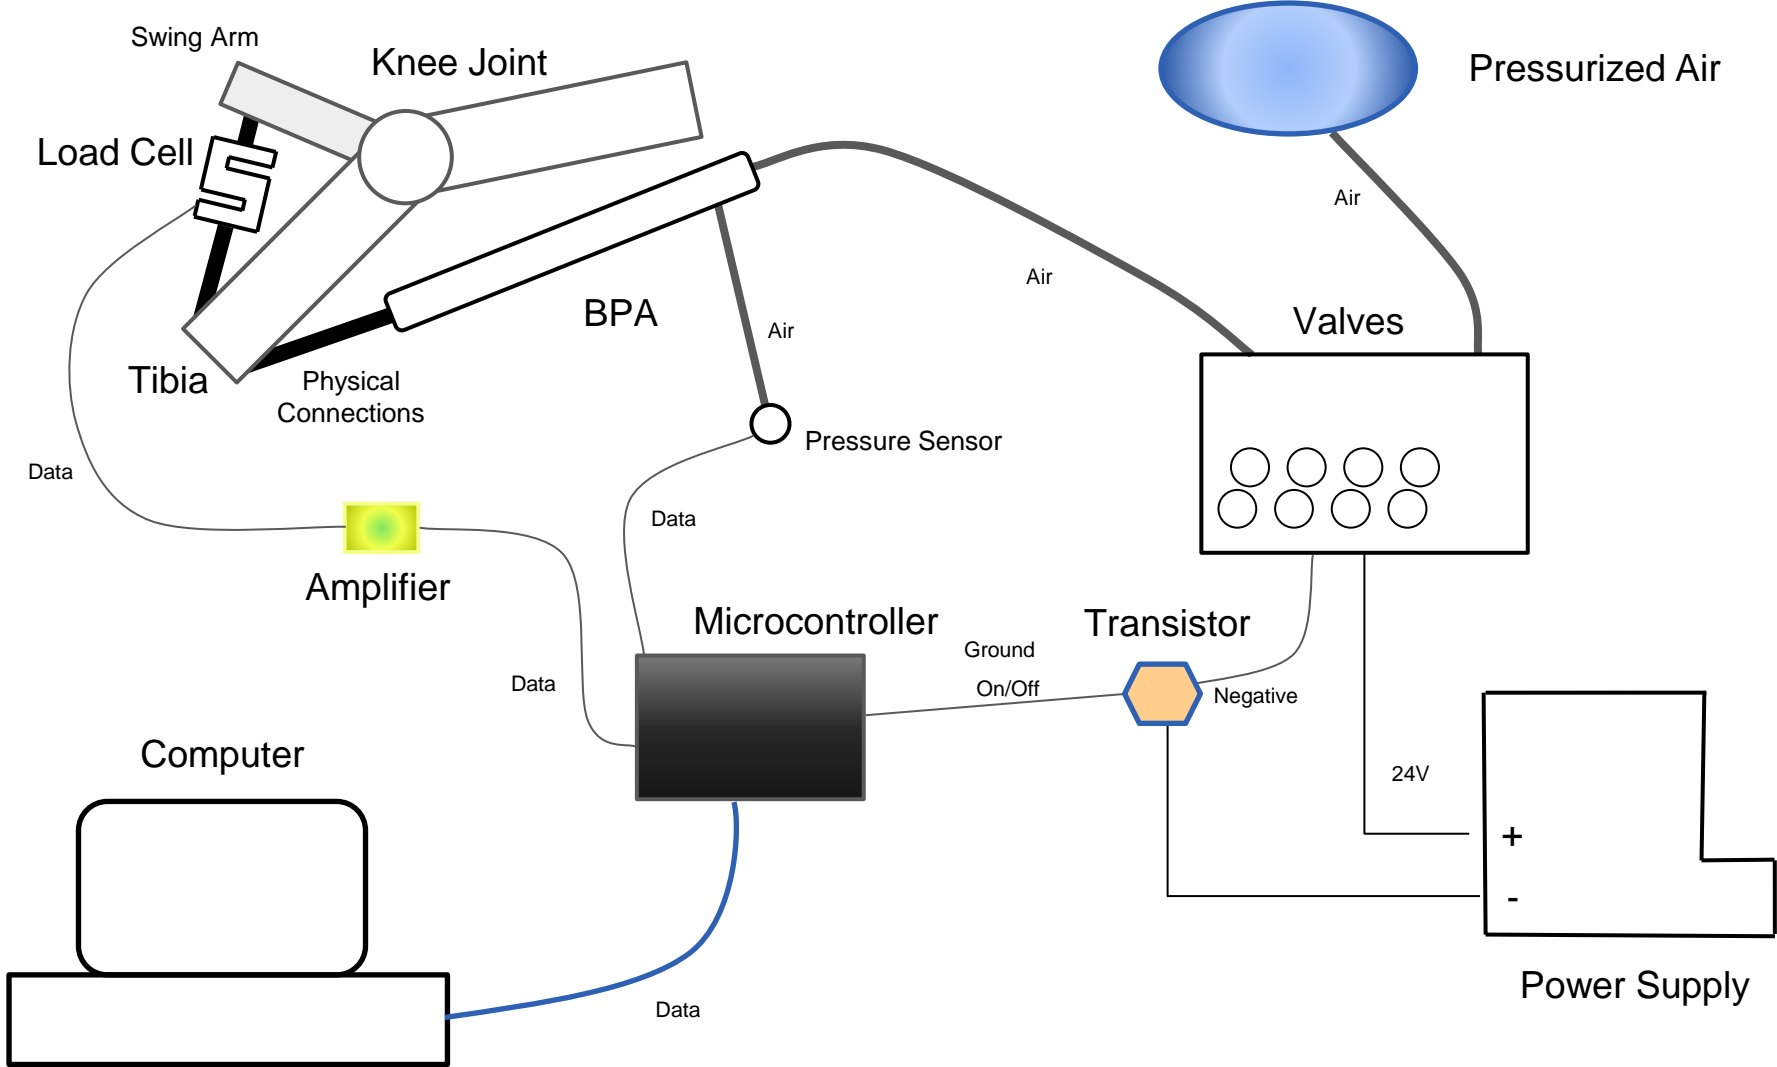 Swing Arm
Knee Joint
Pressurized Air
Load Cell
Air
Air
BPA
Air
Valves
Tibia
Physical
Connections
Pressure Sensor
Data
Data
Amplifier
Microcontroller
Transistor
Ground
On/Off
Negative
Data
Computer
24V
+
-
Power Supply
Data